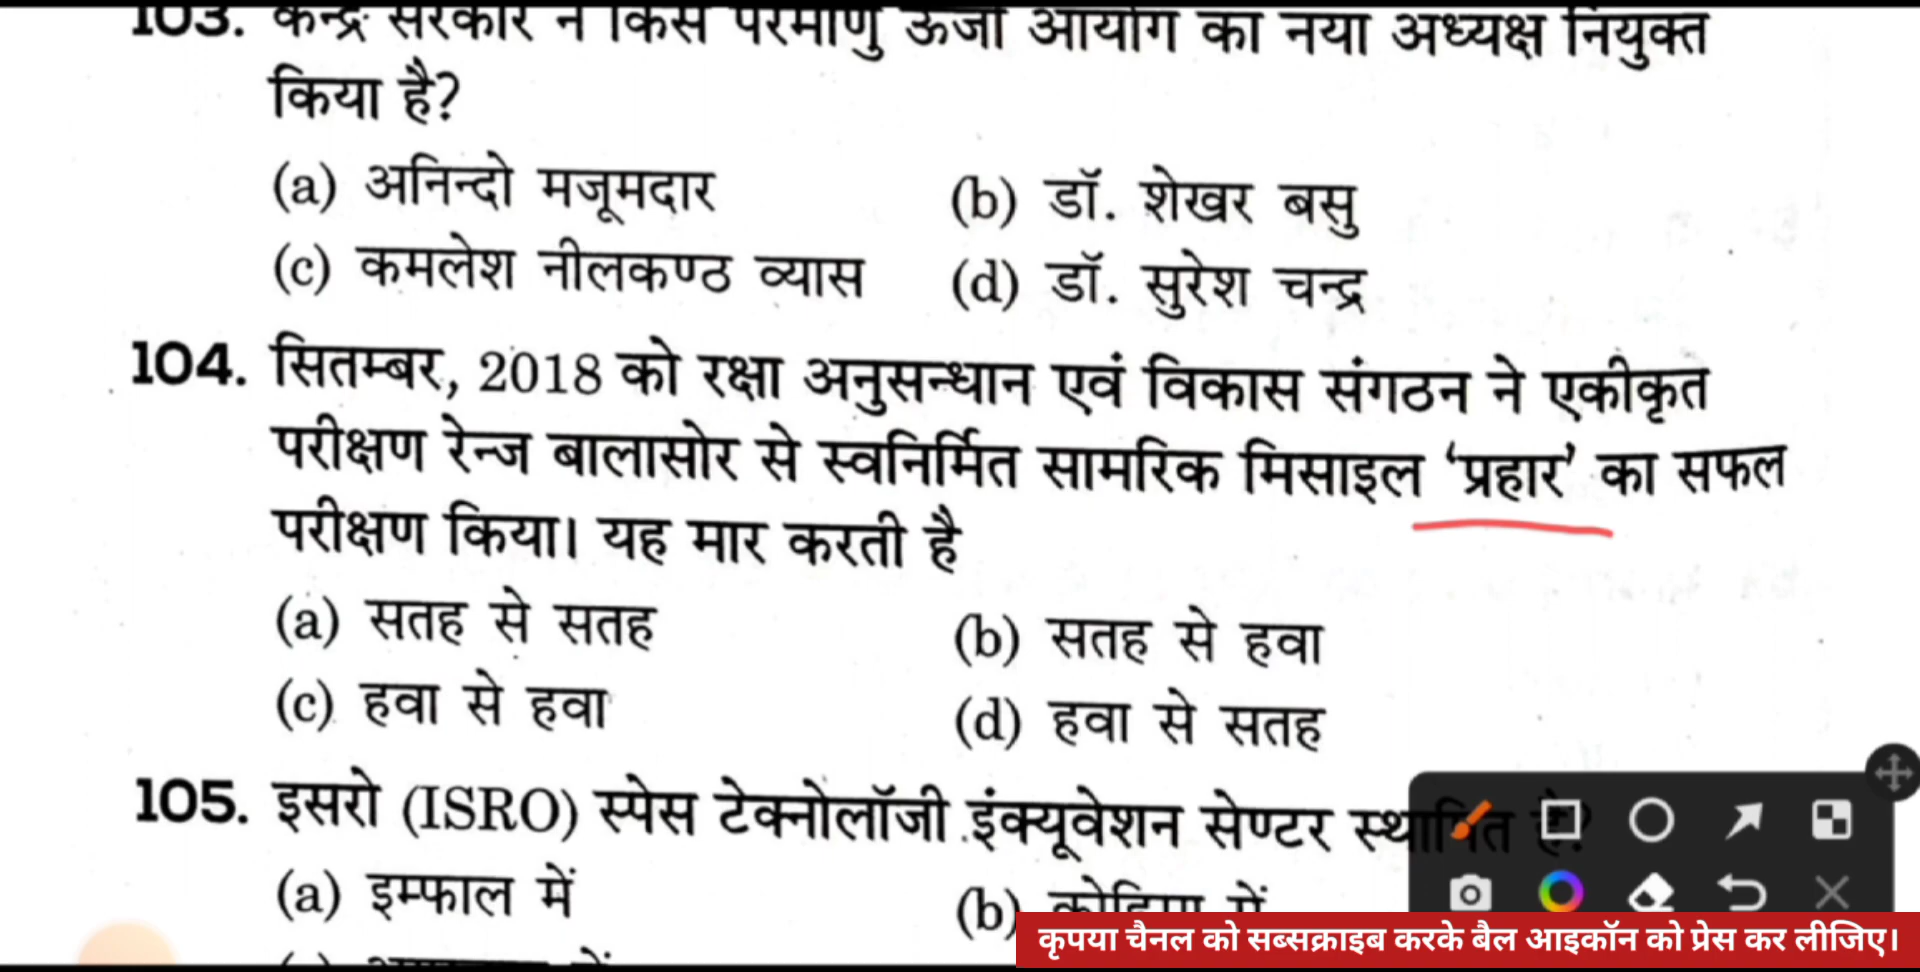 103. केन्द्र सरकार ने किसे परमाणु ऊर्जा आयोग का नया अध्यक्ष नियुक्त
किया है?
(a) अनिन्दो मजूमदार (b) डॉ. शेखर बसु
(c) कमलेश नीलकण्ठ व्यास (d) डॉ. सुरेश चन्द्र
104. सितम्बर, 2018 को रक्षा अनुसन्धान एवं विकास संगठन ने एकीकृत
परीक्षण रेन्ज बालासोर से स्वनिर्मित सामरिक मिसाइल ‘प्रहार’ का सफल
परीक्षण किया। यह मार करती है
(a) सतह से सतह (b) सतह से हवा
(c) हवा से हवा (d) हवा से सतह
105. इसरो (ISRO) स्पेस टेक्नोलॉजी इंक्यूवेशन सेण्टर स्थापित है?
(a) इम्फाल में (b) में
कृपया चैनल को सब्सक्राइब करके बैल आइकॉन को प्रेस कर लीजिए।